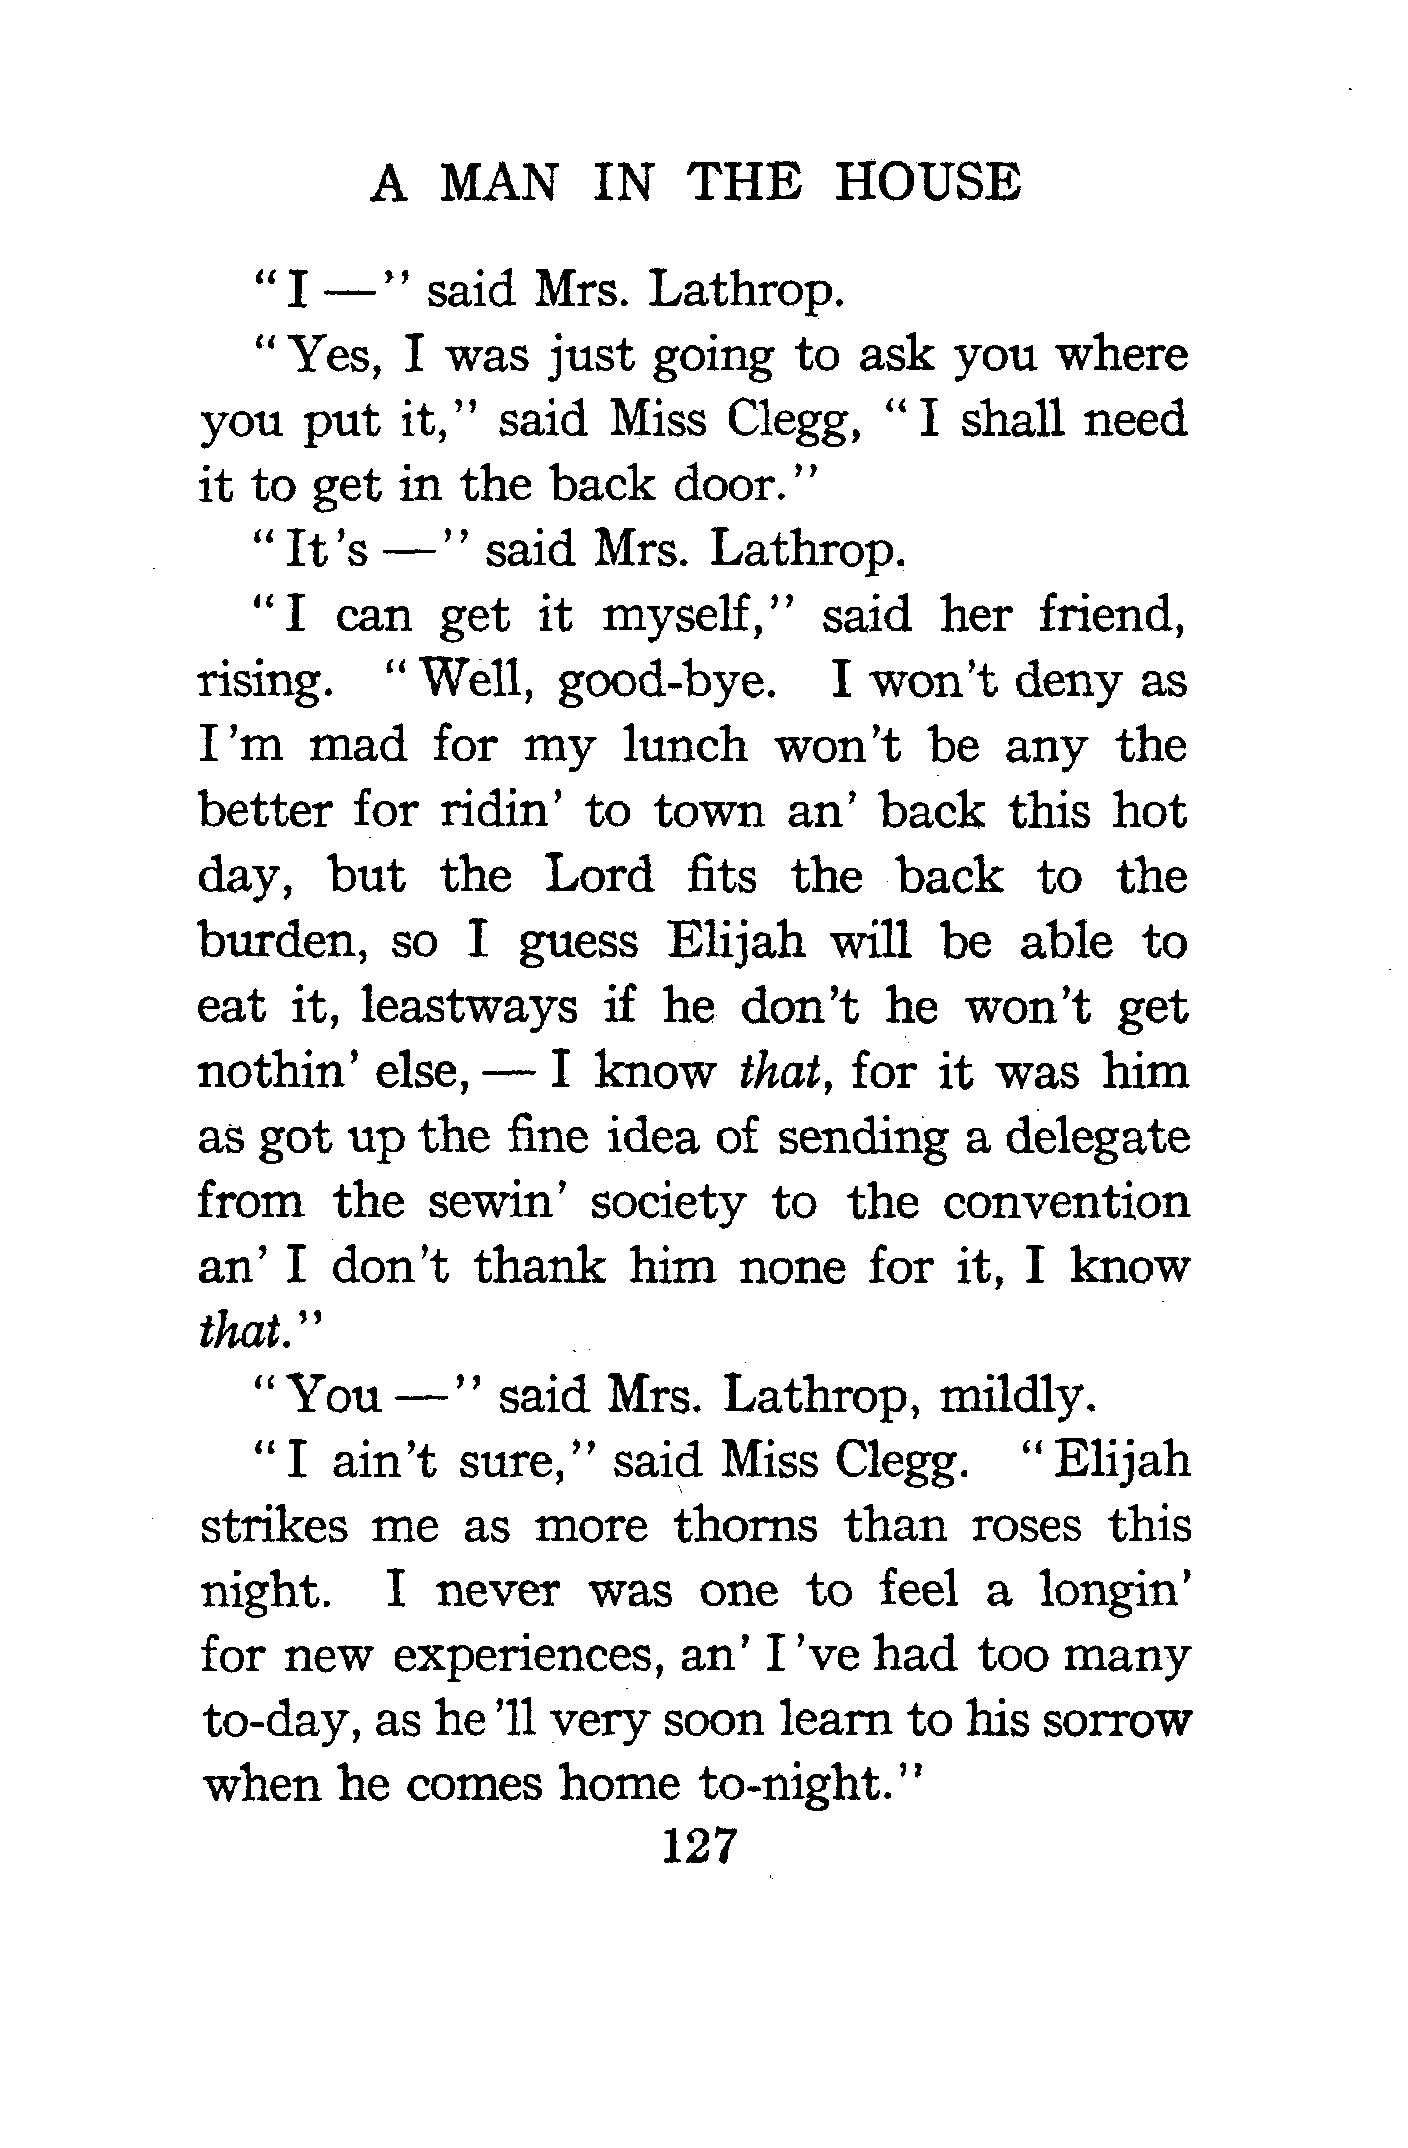 A MAN IN THE HOUSE
"I —" said Mrs. Lathrop.
"Yes, I was just going to ask you where
you put it," said Miss Clegg, "I shall need
it to get in the back door."
"It's —" said Mrs. Lathrop.
"I can get it myself," said her friend,
rising. "Well, good-bye. I won't deny as
I'm mad for my lunch won't be any the
better for ridin' to town an' back this hot
day, but the Lord fits the back to the
burden, so I guess Elijah will be able to
eat it, leastways if he don't he won't get
nothin' else, — I know that, for it was him
as got up the fine idea of sending a delegate
from the sewin' society to the convention
an' I don't thank him none for it, I know
that."
"You —" said Mrs. Lathrop, mildly.
"I ain't sure," said Miss Clegg. "Elijah
strikes me as more thorns than roses this
night. I never was one to feel a longin'
for new experiences, an' I've had too many
to-day, as he'll very soon learn to his sorrow
when he comes home to-night."
127